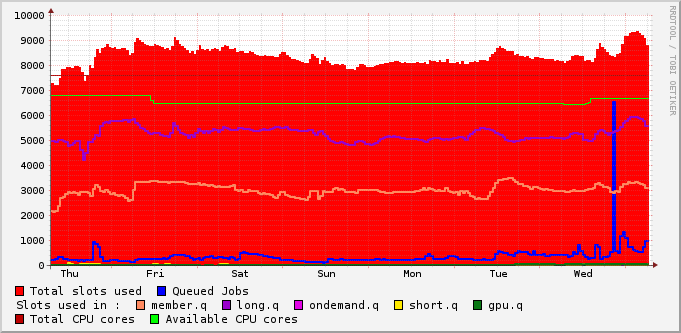 10000
9000
8000
7000
6000
5000
4000
3000
2000
1000
0
Thu Fri Sat Sun Mon Tue Wed
Total slots used Queued Jobs
Slots used in : member.q long.q ondemand.q short.q gpu.q
Total CPU cores Available CPU cores
RRDTOOL / TOBI OETIKER